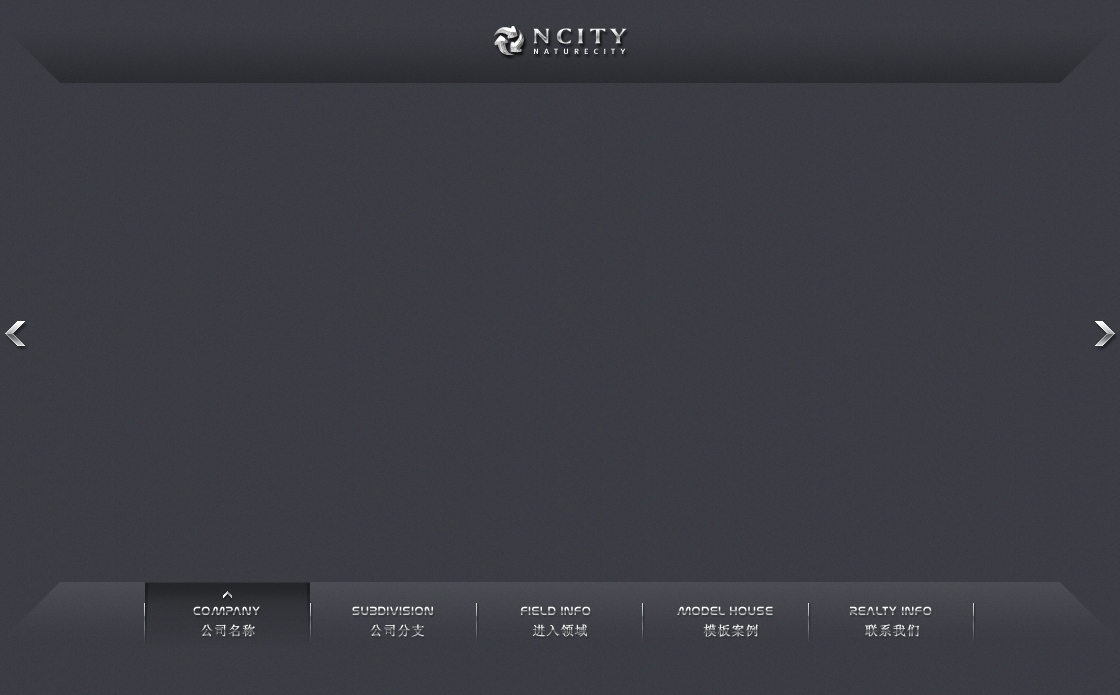 NCITY
NATURECITY
COMPANY
公司名称
SUBDIVISION
公司分支
FIELD INFO
进入领域
MODEL HOUSE
模板案例
REALTY INFO
联系我们